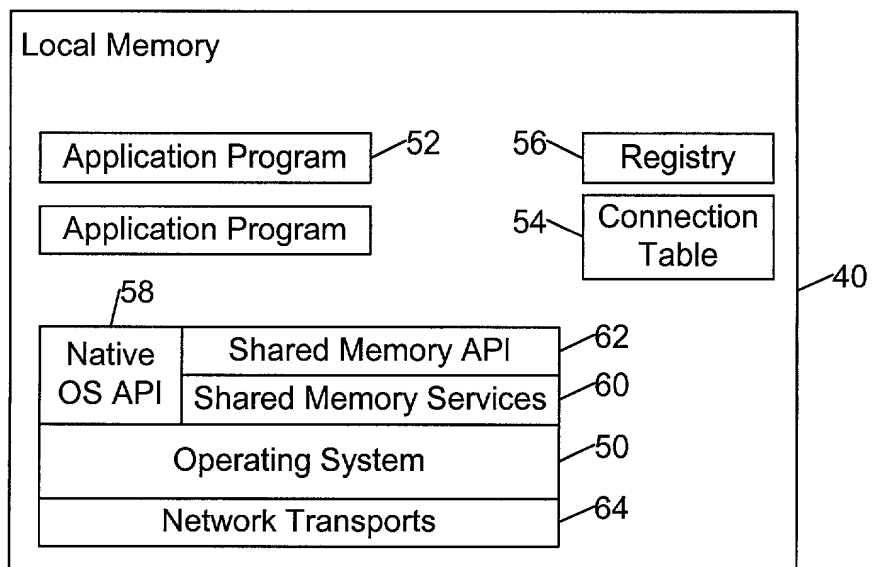 Local Memory
Application Program
52
56
Registry
Application Program
54
Connection
Table
40
58
Native
OS API
Shared Memory API
62
Shared Memory Services
60
Operating System
50
Network Transports
64